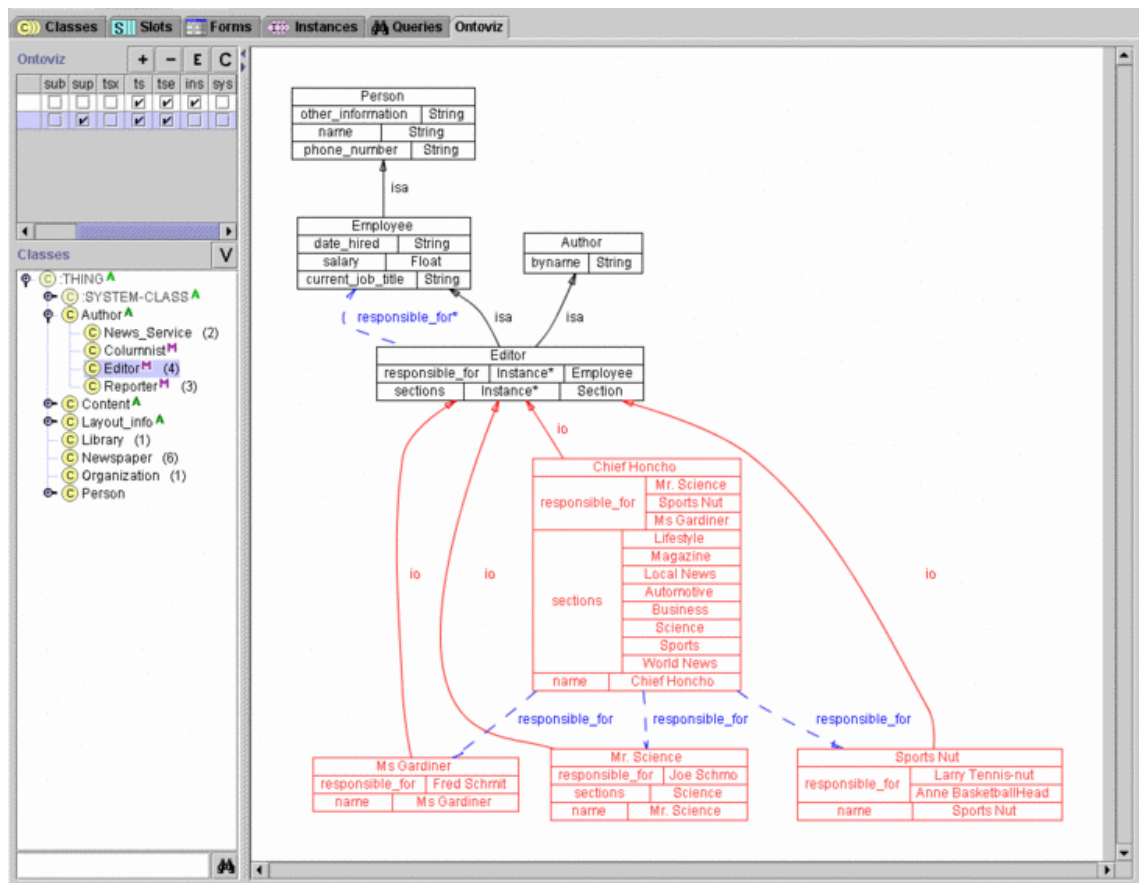 Classes Slots Forms Instances Queries Ontoviz
Ontoviz + - E C
sub sup tsx ts tse ins sys
Classes V
:THING A
:SYSTEM-CLASS A
Author A
News_Service (2)
Columnist M
Editor M (4)
Reporter M (3)
Content A
Layout_info A
Library (1)
Newspaper (6)
Organization (1)
Person
Person
other_information String
name String
phone_number String
isa
Employee
date_hired String
salary Float
current_job_title String
Author
byname String
responsible_for*
isa
isa
Editor
responsible_for Instance* Employee
sections Instance* Section
io
Chief Honcho
responsible_for
Mr. Science
Sports Nut
Ms Gardiner
sections
Lifestyle
Magazine
Local News
Automotive
Business
Science
Sports
World News
name Chief Honcho
io
io
io
responsible_for
responsible_for
responsible_for
Ms Gardiner
responsible_for Fred Schmit
name Ms Gardiner
Mr. Science
responsible_for Joe Schmo
sections Science
name Mr. Science
Sports Nut
responsible_for
Larry Tennis-nut
Anne BasketballHead
name Sports Nut